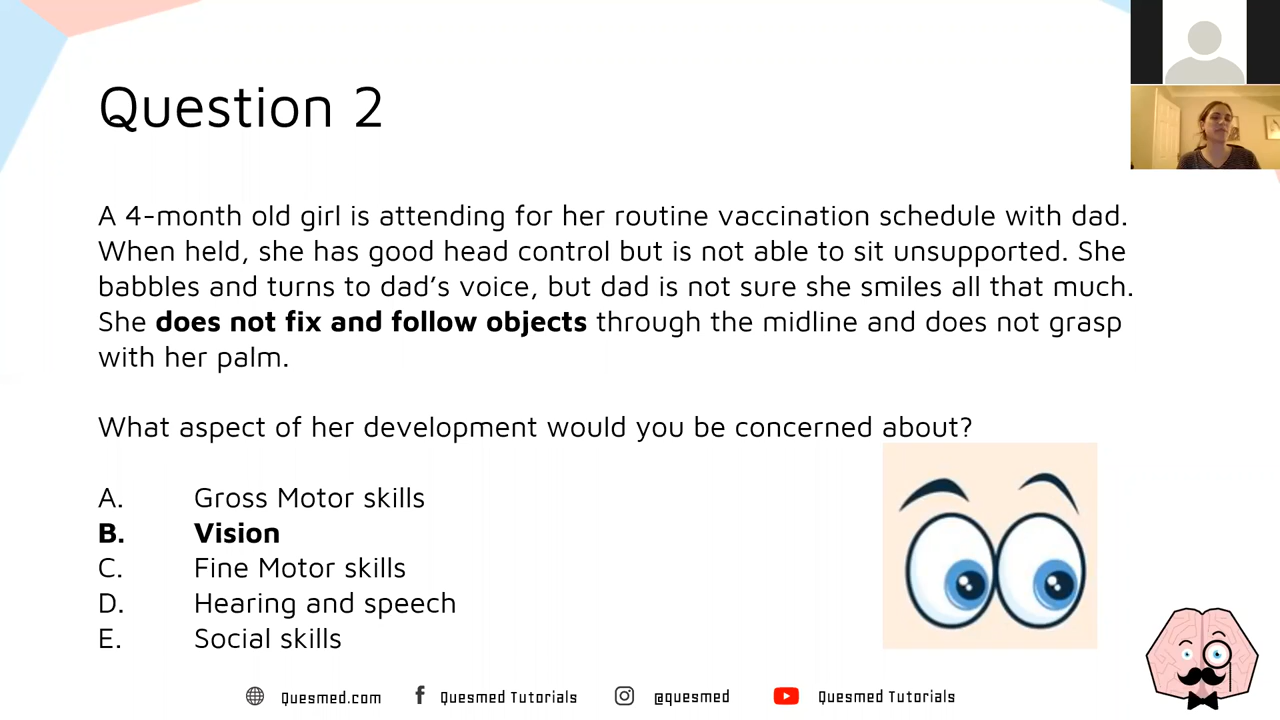 Question 2
A 4-month old girl is attending for her routine vaccination schedule with dad.
When held, she has good head control but is not able to sit unsupported. She
babbles and turns to dad’s voice, but dad is not sure she smiles all that much.
She does not fix and follow objects through the midline and does not grasp
with her palm.
What aspect of her development would you be concerned about?
A. Gross Motor skills
B. Vision
C. Fine Motor skills
D. Hearing and speech
E. Social skills
Quesmed.com Quesmed Tutorials @quesmed Quesmed Tutorials